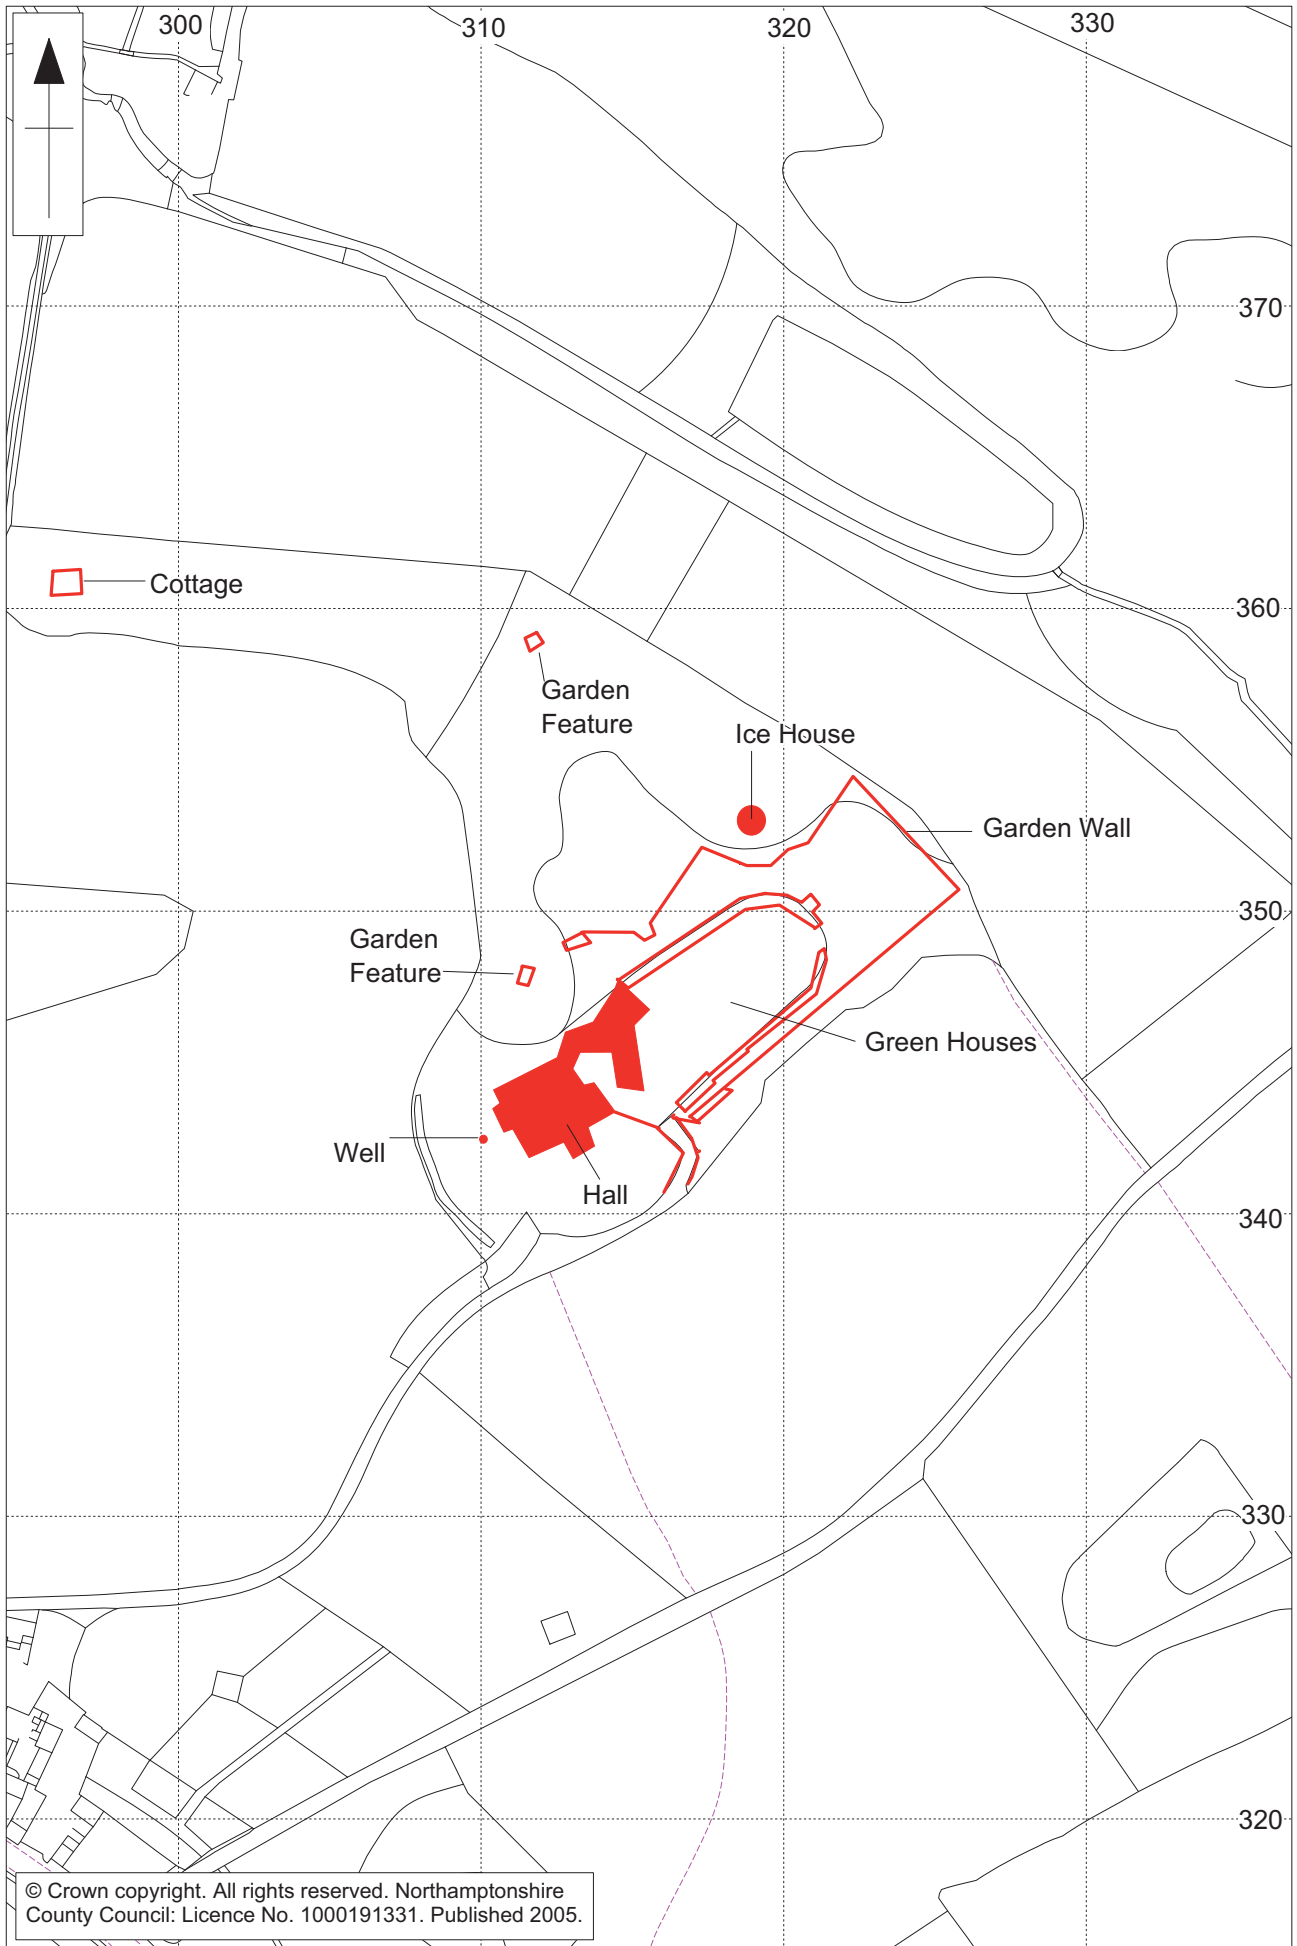 300
310
320
330
370
Cottage
360
Garden
Feature
Ice House
Garden Wall
350
Garden
Feature
Green Houses
Well
Hall
340
330
320
© Crown copyright. All rights reserved. Northamptonshire
County Council: Licence No. 1000191331. Published 2005.